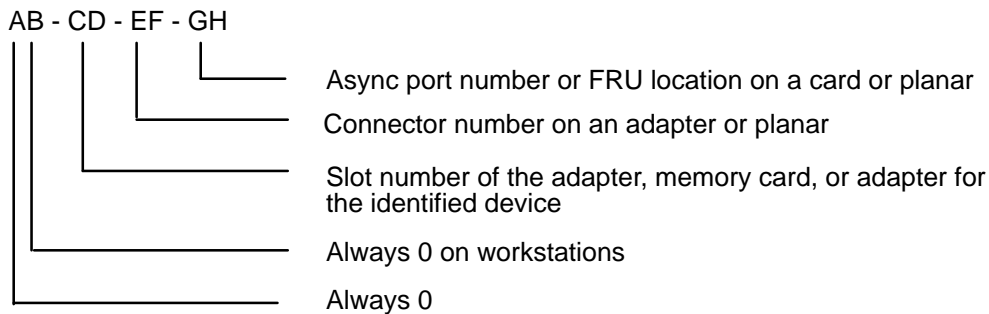 AB - CD - EF - GH
Async port number or FRU location on a card or planar
Connector number on an adapter or planar
Slot number of the adapter, memory card, or adapter for
the identified device
Always 0 on workstations
Always 0